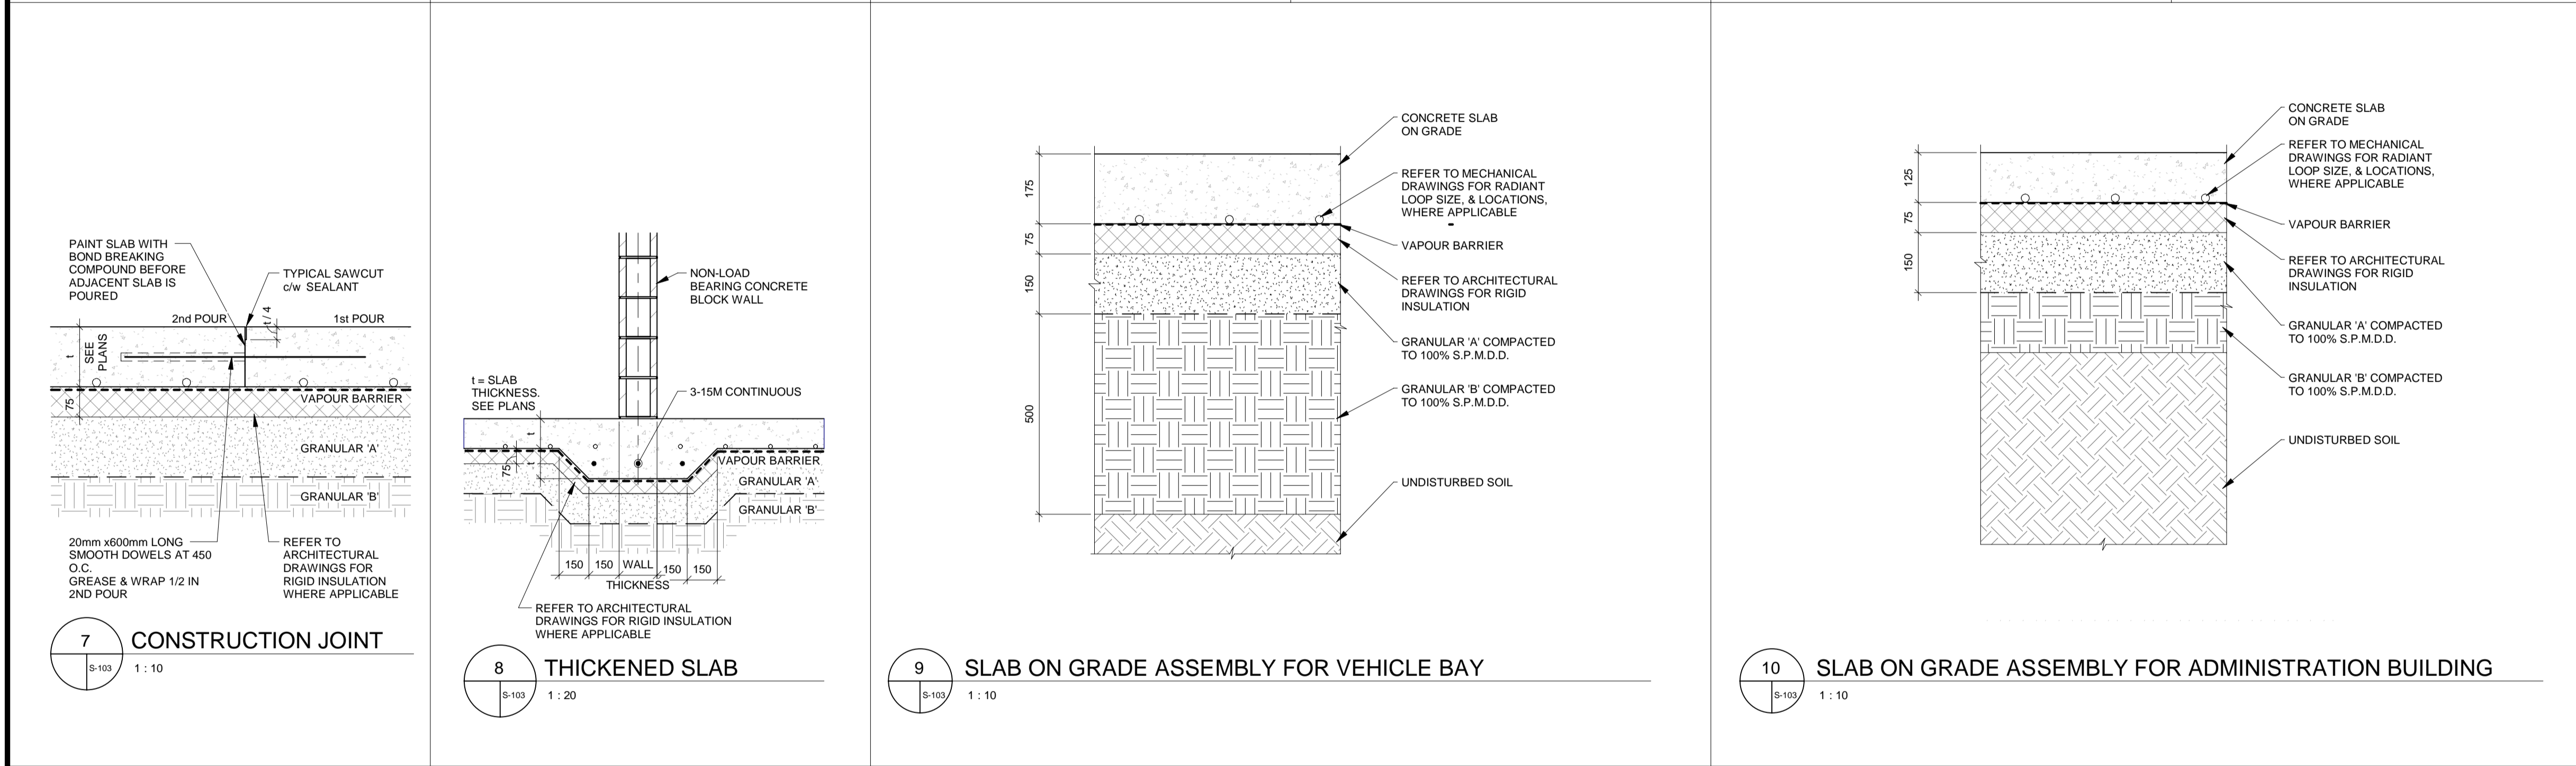 PAINT SLAB WITH
BOND BREAKING
COMPOUND BEFORE
ADJACENT SLAB IS
POURED
TYPICAL SAWCUT
c/w SEALANT
2nd POUR
t / 4
1st POUR
t
SEE
PLANS
75
VAPOUR BARRIER
GRANULAR 'A'
GRANULAR 'B'
20mm x600mm LONG
SMOOTH DOWELS AT 450
O.C.
GREASE & WRAP 1/2 IN
2ND POUR
REFER TO
ARCHITECTURAL
DRAWINGS FOR
RIGID INSULATION
WHERE APPLICABLE
7
S-103
CONSTRUCTION JOINT
1 : 10
NON-LOAD
BEARING CONCRETE
BLOCK WALL
t = SLAB
THICKNESS.
SEE PLANS
3-15M CONTINUOUS
t
75
t
VAPOUR BARRIER
GRANULAR 'A'
GRANULAR 'B'
150
150
WALL
THICKNESS
150
150
REFER TO ARCHITECTURAL
DRAWINGS FOR RIGID INSULATION
WHERE APPLICABLE
8
S-103
THICKENED SLAB
1 : 20
175
75
150
500
CONCRETE SLAB
ON GRADE
REFER TO MECHANICAL
DRAWINGS FOR RADIANT
LOOP SIZE, & LOCATIONS,
WHERE APPLICABLE
VAPOUR BARRIER
REFER TO ARCHITECTURAL
DRAWINGS FOR RIGID
INSULATION
GRANULAR 'A' COMPACTED
TO 100% S.P.M.D.D.
GRANULAR 'B' COMPACTED
TO 100% S.P.M.D.D.
UNDISTURBED SOIL
9
S-103
SLAB ON GRADE ASSEMBLY FOR VEHICLE BAY
1 : 10
125
75
150
CONCRETE SLAB
ON GRADE
REFER TO MECHANICAL
DRAWINGS FOR RADIANT
LOOP SIZE, & LOCATIONS,
WHERE APPLICABLE
VAPOUR BARRIER
REFER TO ARCHITECTURAL
DRAWINGS FOR RIGID
INSULATION
GRANULAR 'A' COMPACTED
TO 100% S.P.M.D.D.
GRANULAR 'B' COMPACTED
TO 100% S.P.M.D.D.
UNDISTURBED SOIL
10
S-103
SLAB ON GRADE ASSEMBLY FOR ADMINISTRATION BUILDING
1 : 10